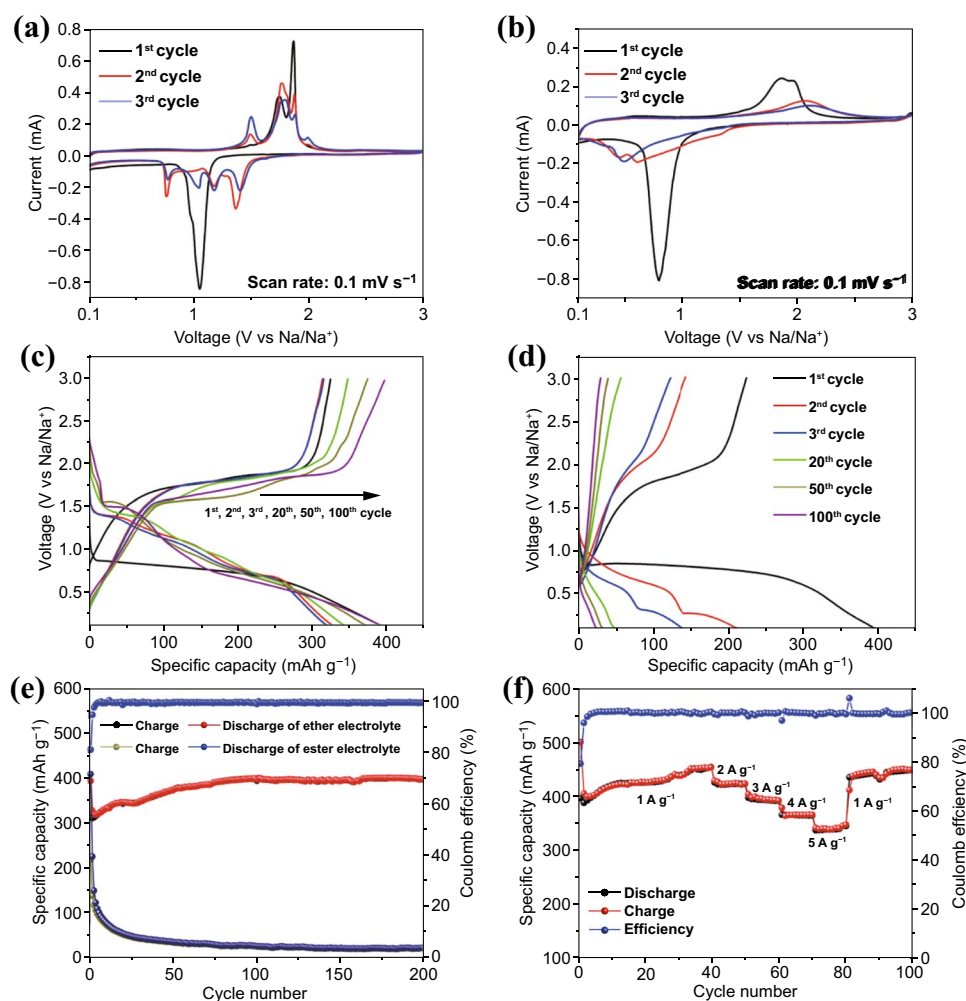 (a)
0.8
0.6
0.4
0.2
0.0
−0.2
−0.4
−0.6
−0.8
Current (mA)
1st cycle
2nd cycle
3rd cycle
Scan rate: 0.1 mV s−1
0.1 1 2 3
Voltage (V vs Na/Na+)
(b)
0.4
0.2
0.0
−0.2
−0.4
−0.6
−0.8
Current (mA)
1st cycle
2nd cycle
3rd cycle
Scan rate: 0.1 mV s−1
0.1 1 2 3
Voltage (V vs Na/Na+)
(c)
3.0
2.5
2.0
1.5
1.0
0.5
Voltage (V vs Na/Na+)
1st, 2nd, 3rd, 20th, 50th, 100th cycle
0 100 200 300 400
Specific capacity (mAh g−1)
(d)
3.0
2.5
2.0
1.5
1.0
0.5
Voltage (V vs Na/Na+)
1st cycle
2nd cycle
3rd cycle
20th cycle
50th cycle
100th cycle
0 100 200 300 400
Specific capacity (mAh g−1)
(e)
600
500
400
300
200
100
0
Specific capacity (mAh g−1)
Charge Discharge of ether electrolyte
Charge Discharge of ester electrolyte
100
80
60
40
20
0
Coulomb effciency (%)
0 50 100 150 200
Cycle number
(f)
600
550
500
450
400
350
300
100
Specific capacity (mAh g−1)
1 A g−1
2 A g−1
3 A g−1
4 A g−1
5 A g−1
1 A g−1
Discharge
Charge
Efficiency
100
80
60
40
20
0
Coulomb effciency (%)
0 20 40 60 80 100
Cycle number